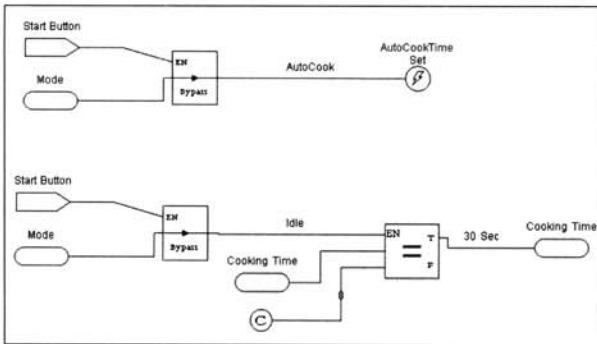 Start Button
AutoCookTime
Set
EN
AutoCook
Mode
Bypass
Start Button
EN
Idle
Mode
Bypass
EN
T
30 Sec
Cooking Time
Cooking Time
F
0
C